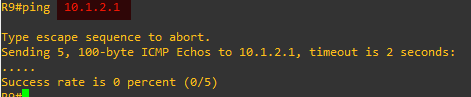 R9#ping 10.1.2.1
Type escape sequence to abort.
Sending 5, 100-byte ICMP Echos to 10.1.2.1, timeout is 2 seconds:
.....
Success rate is 0 percent (0/5)
R9#